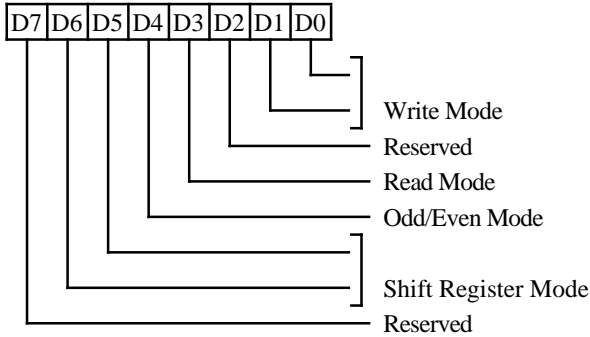 D7 D6 D5 D4 D3 D2 D1 D0
Write Mode
Reserved
Read Mode
Odd/Even Mode
Shift Register Mode
Reserved